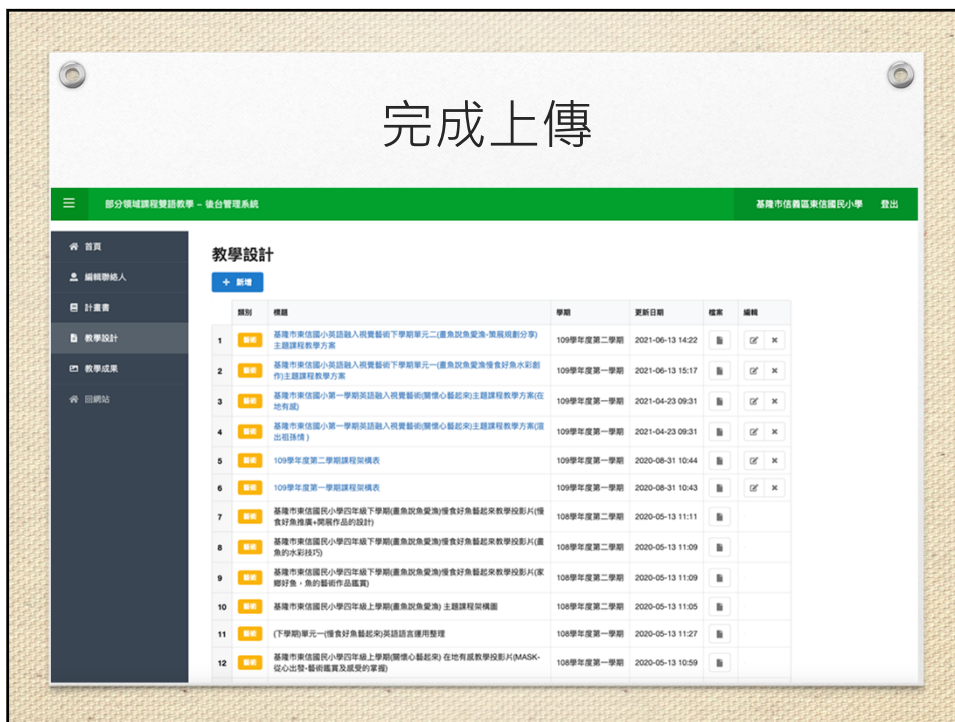 完成上傳
部分領域課程雙語教學 – 後台管理系統 基隆市信義區東信國民小學 登出
首頁
編輯聯絡人
計畫書
教學設計
教學成果
回網站
教學設計
+ 新增
類別 標題 學期 更新日期 檔案 編輯
1 藝術 基隆市東信國小英語融入視覺藝術下學期單元二(畫魚說魚愛漁-策展規劃分享)
主題課程教學方案 109學年度第二學期 2021-06-13 14:22
2 藝術 基隆市東信國小英語融入視覺藝術下學期單元一(畫魚說魚愛漁慢食好魚水彩創
作)主題課程教學方案 109學年度第一學期 2021-06-13 15:17
3 藝術 基隆市東信國小第一學期英語融入視覺藝術(關懷心藝起來)主題課程教學方案(在
地有感) 109學年度第一學期 2021-04-23 09:31
4 藝術 基隆市東信國小第一學期英語融入視覺藝術(關懷心藝起來)主題課程教學方案(
出祖孫情 ) 109學年度第一學期 2021-04-23 09:31
5 藝術 109學年度第二學期課程架構表 109學年度第一學期 2020-08-31 10:44
6 藝術 109學年度第一學期課程架構表 109學年度第一學期 2020-08-31 10:43
7 藝術 基隆市東信國民小學四年級下學期(畫魚說魚愛漁)慢食好魚藝起來教學投影片(慢
食好魚推廣+開展作品的設計) 108學年度第二學期 2020-05-13 11:11
8 藝術 基隆市東信國民小學四年級下學期(畫魚說魚愛漁)慢食好魚藝起來教學投影片(畫
魚的水彩技巧) 108學年度第二學期 2020-05-13 11:09
9 藝術 基隆市東信國民小學四年級下學期(畫魚說魚愛漁)慢食好魚藝起來教學投影片(家
鄉好魚，魚的藝術作品鑑賞) 108學年度第二學期 2020-05-13 11:09
10 藝術 基隆市東信國民小學四年級上學期(畫魚說魚愛漁) 主題課程架構圖 108學年度第二學期 2020-05-13 11:05
11 藝術 (下學期)單元一(慢食好魚藝起來)英語語言運用整理 108學年度第二學期 2020-05-13 11:27
12 藝術 基隆市東信國民小學四年級上學期(關懷心藝起來) 在地有感教學投影片(MASK-
從心出發-藝術鑑賞及感受的掌握) 108學年度第一學期 2020-05-13 10:59